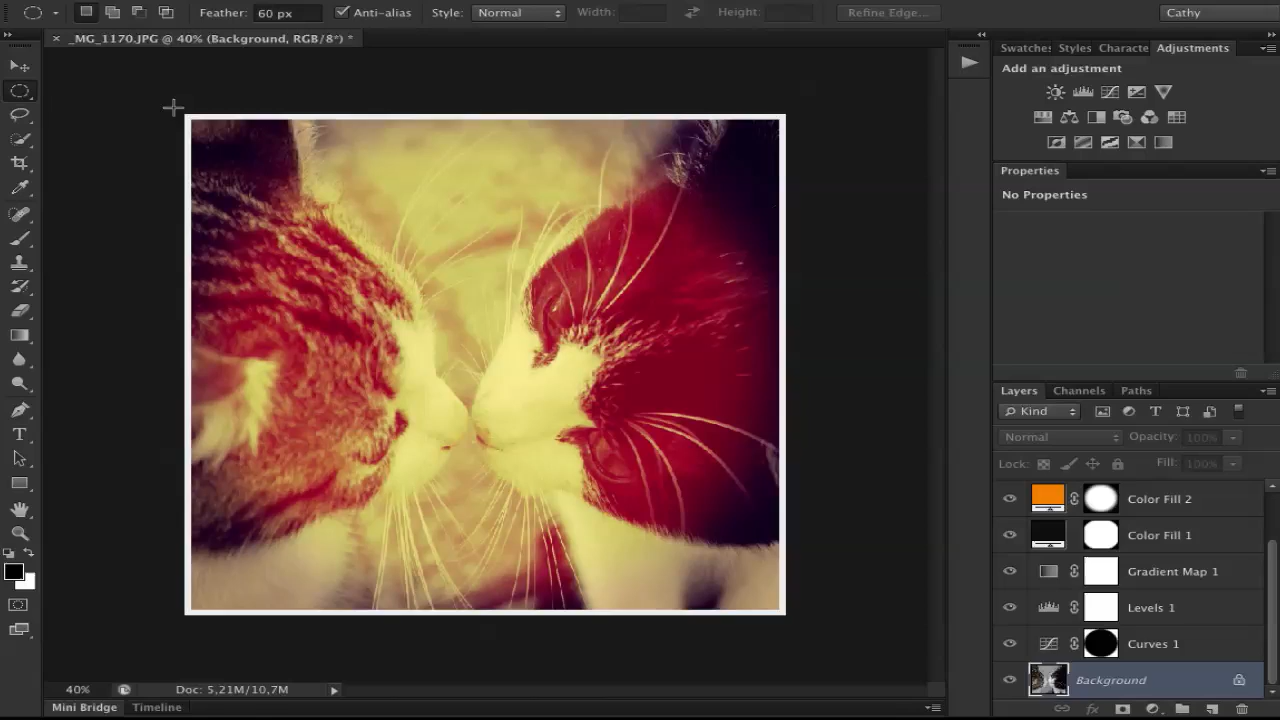 Feather: 60 px Anti-alias Style: Normal Width: Height: Refine Edge... Cathy
× _MG_1170.JPG @ 40% (Background, RGB/8*) *
Swatches Styles Characte Adjustments
Add an adjustment
Properties
No Properties
Layers Channels Paths
Kind
Normal Opacity: 100%
Lock: Fill: 100%
Color Fill 2
Color Fill 1
Gradient Map 1
Levels 1
Curves 1
Background
40% Doc: 5,21M/10,7M
Mini Bridge Timeline